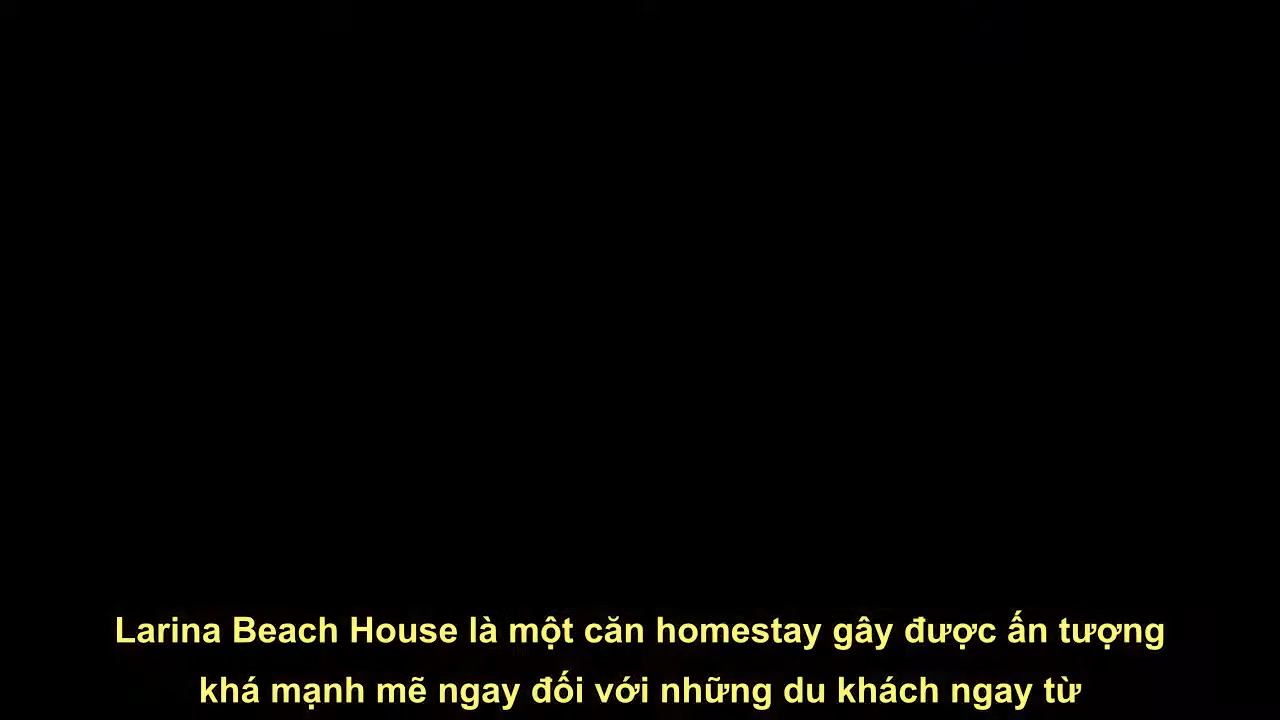 Larina Beach House là một căn homestay gây được ấn tượng
khá mạnh mẽ ngay đối với những du khách ngay từ